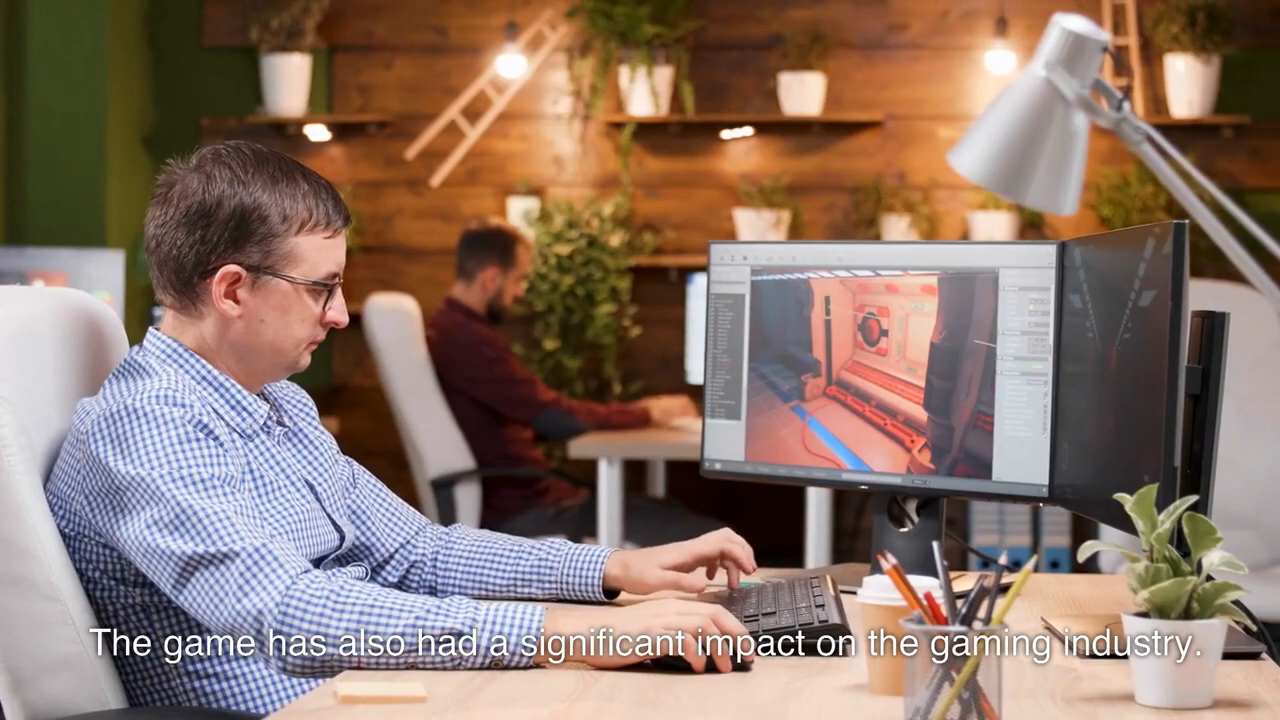 The game has also had a significant impact on the gaming industry.